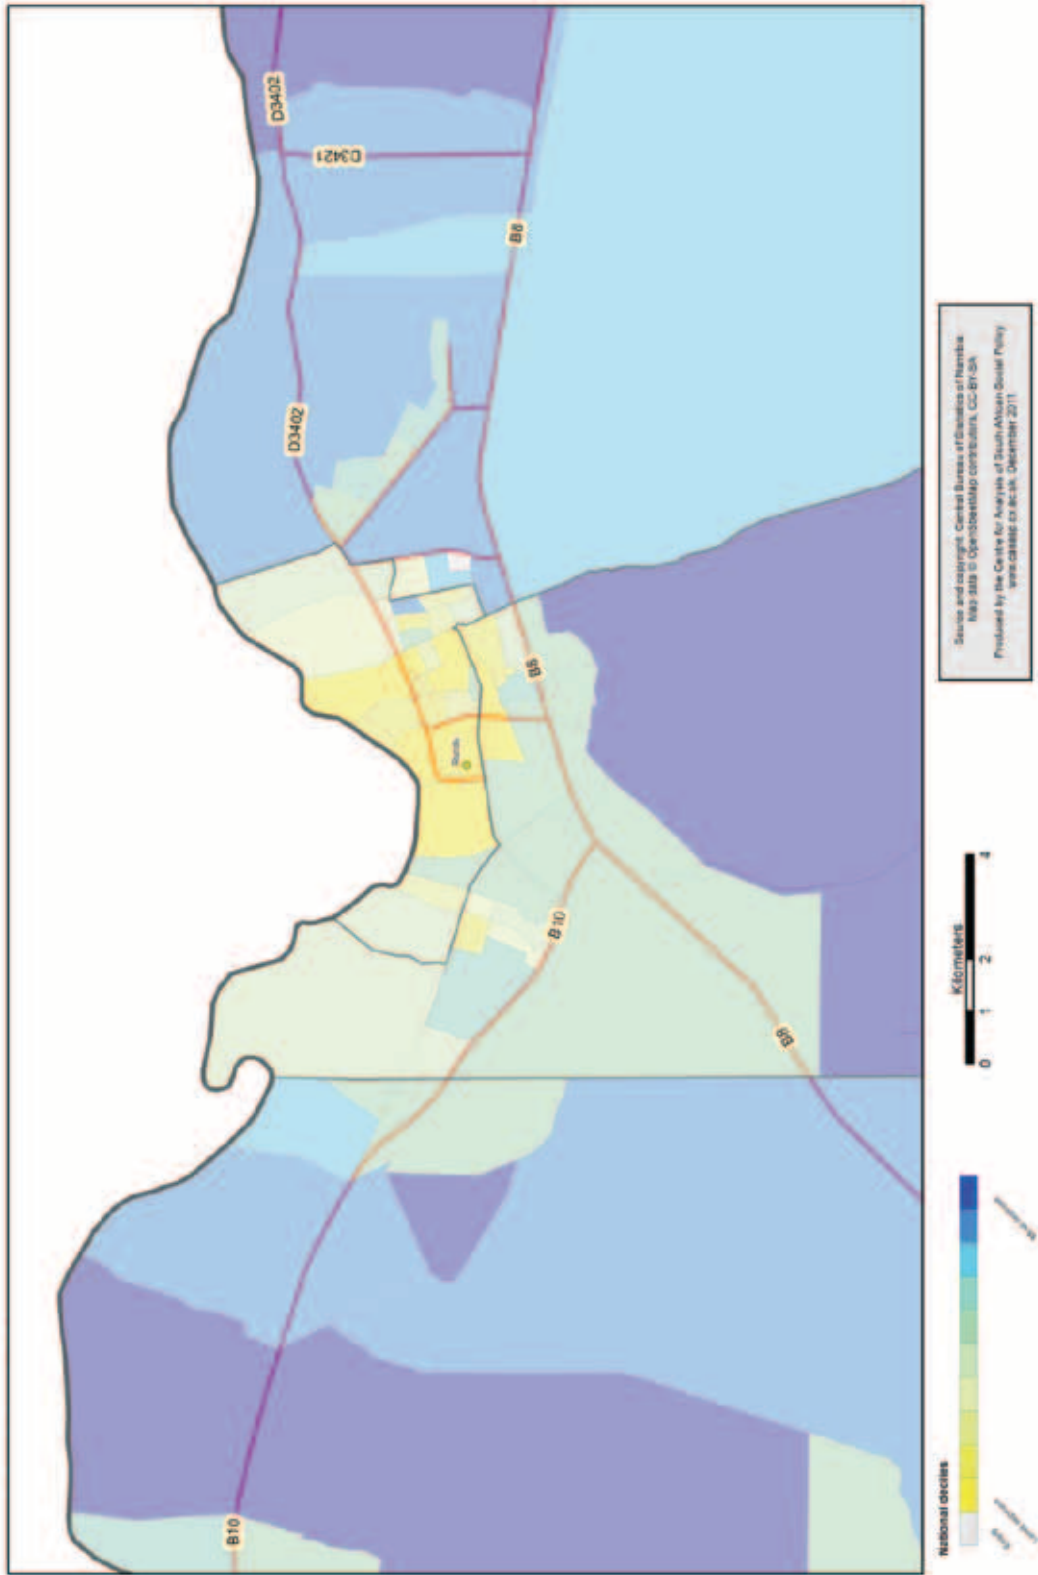 D3402
D3421
B8
D3402
B8
Rundu
B10
B8
B10
National deciles
Kilometers
0 1 2 4
Source and copyright: Central Bureau of Statistics of Namibia
Map data © OpenStreetMap contributors, CC-BY-SA
Produced by the Centre for Analysis of South African Social Policy
December 2011